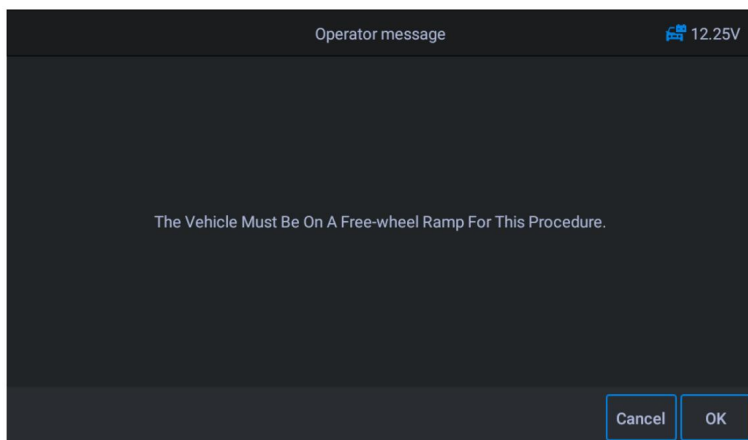 Operator message
12.25V
The Vehicle Must Be On A Free-wheel Ramp For This Procedure.
Cancel
OK